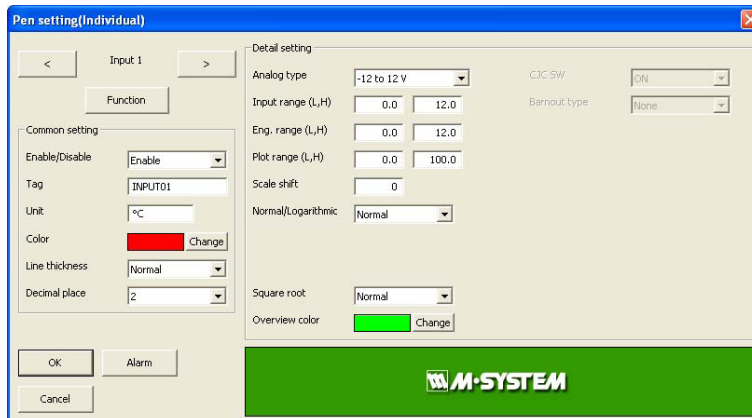 Pen setting(Individual)
< Input 1 >
Function
Common setting
Enable/Disable Enable
Tag INPUT01
Unit °C
Color Change
Line thickness Normal
Decimal place 2
OK Alarm
Cancel
Detail setting
Analog type -12 to 12 V
Input range (L,H) 0.0 12.0
Eng. range (L,H) 0.0 12.0
Plot range (L,H) 0.0 100.0
Scale shift 0
Normal/Logarithmic Normal
Square root Normal
Overview color Change
CJC SW ON
Barnout type None
M·SYSTEM